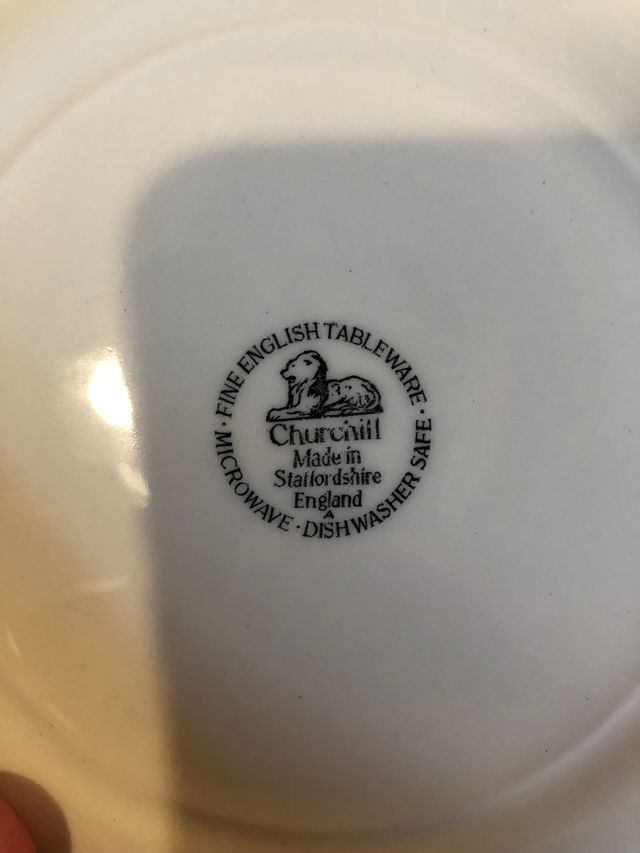 · FINE ENGLISH TABLEWARE ·
Churchill
Made in
Staffordshire
England
MICROWAVE · DISHWASHER SAFE